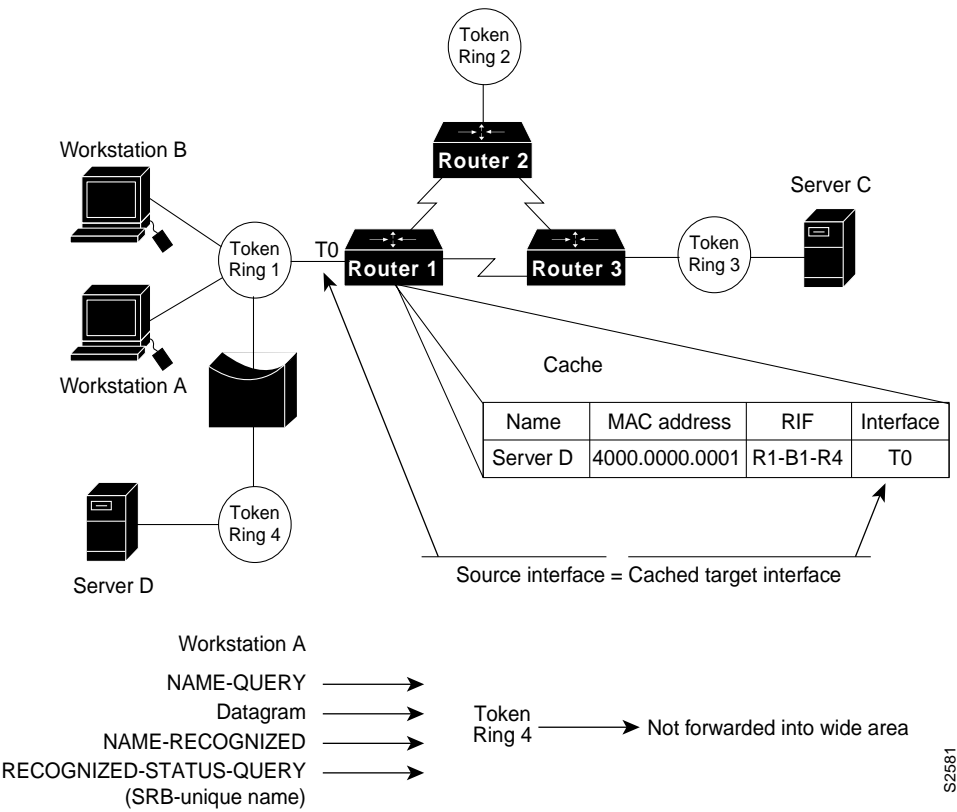 Token
Ring 2
Router 2
Workstation B
Server C
Token
Ring 1
T0
Router 1
Router 3
Token
Ring 3
Workstation A
Cache
Name MAC address RIF Interface
Server D 4000.0000.0001 R1-B1-R4 T0
Token
Ring 4
Server D
Source interface = Cached target interface
Workstation A
NAME-QUERY
Datagram
NAME-RECOGNIZED
RECOGNIZED-STATUS-QUERY
(SRB-unique name)
Token
Ring 4
Not forwarded into wide area
S2581